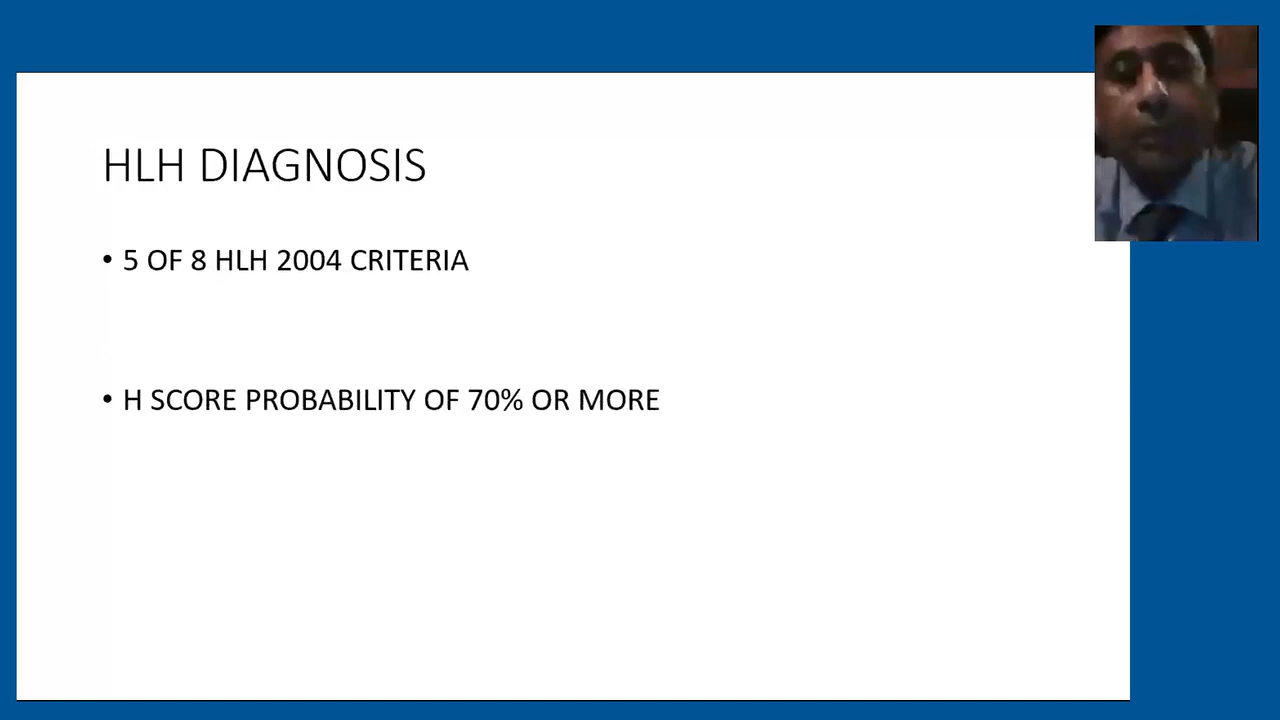 HLH DIAGNOSIS
• 5 OF 8 HLH 2004 CRITERIA
• H SCORE PROBABILITY OF 70% OR MORE